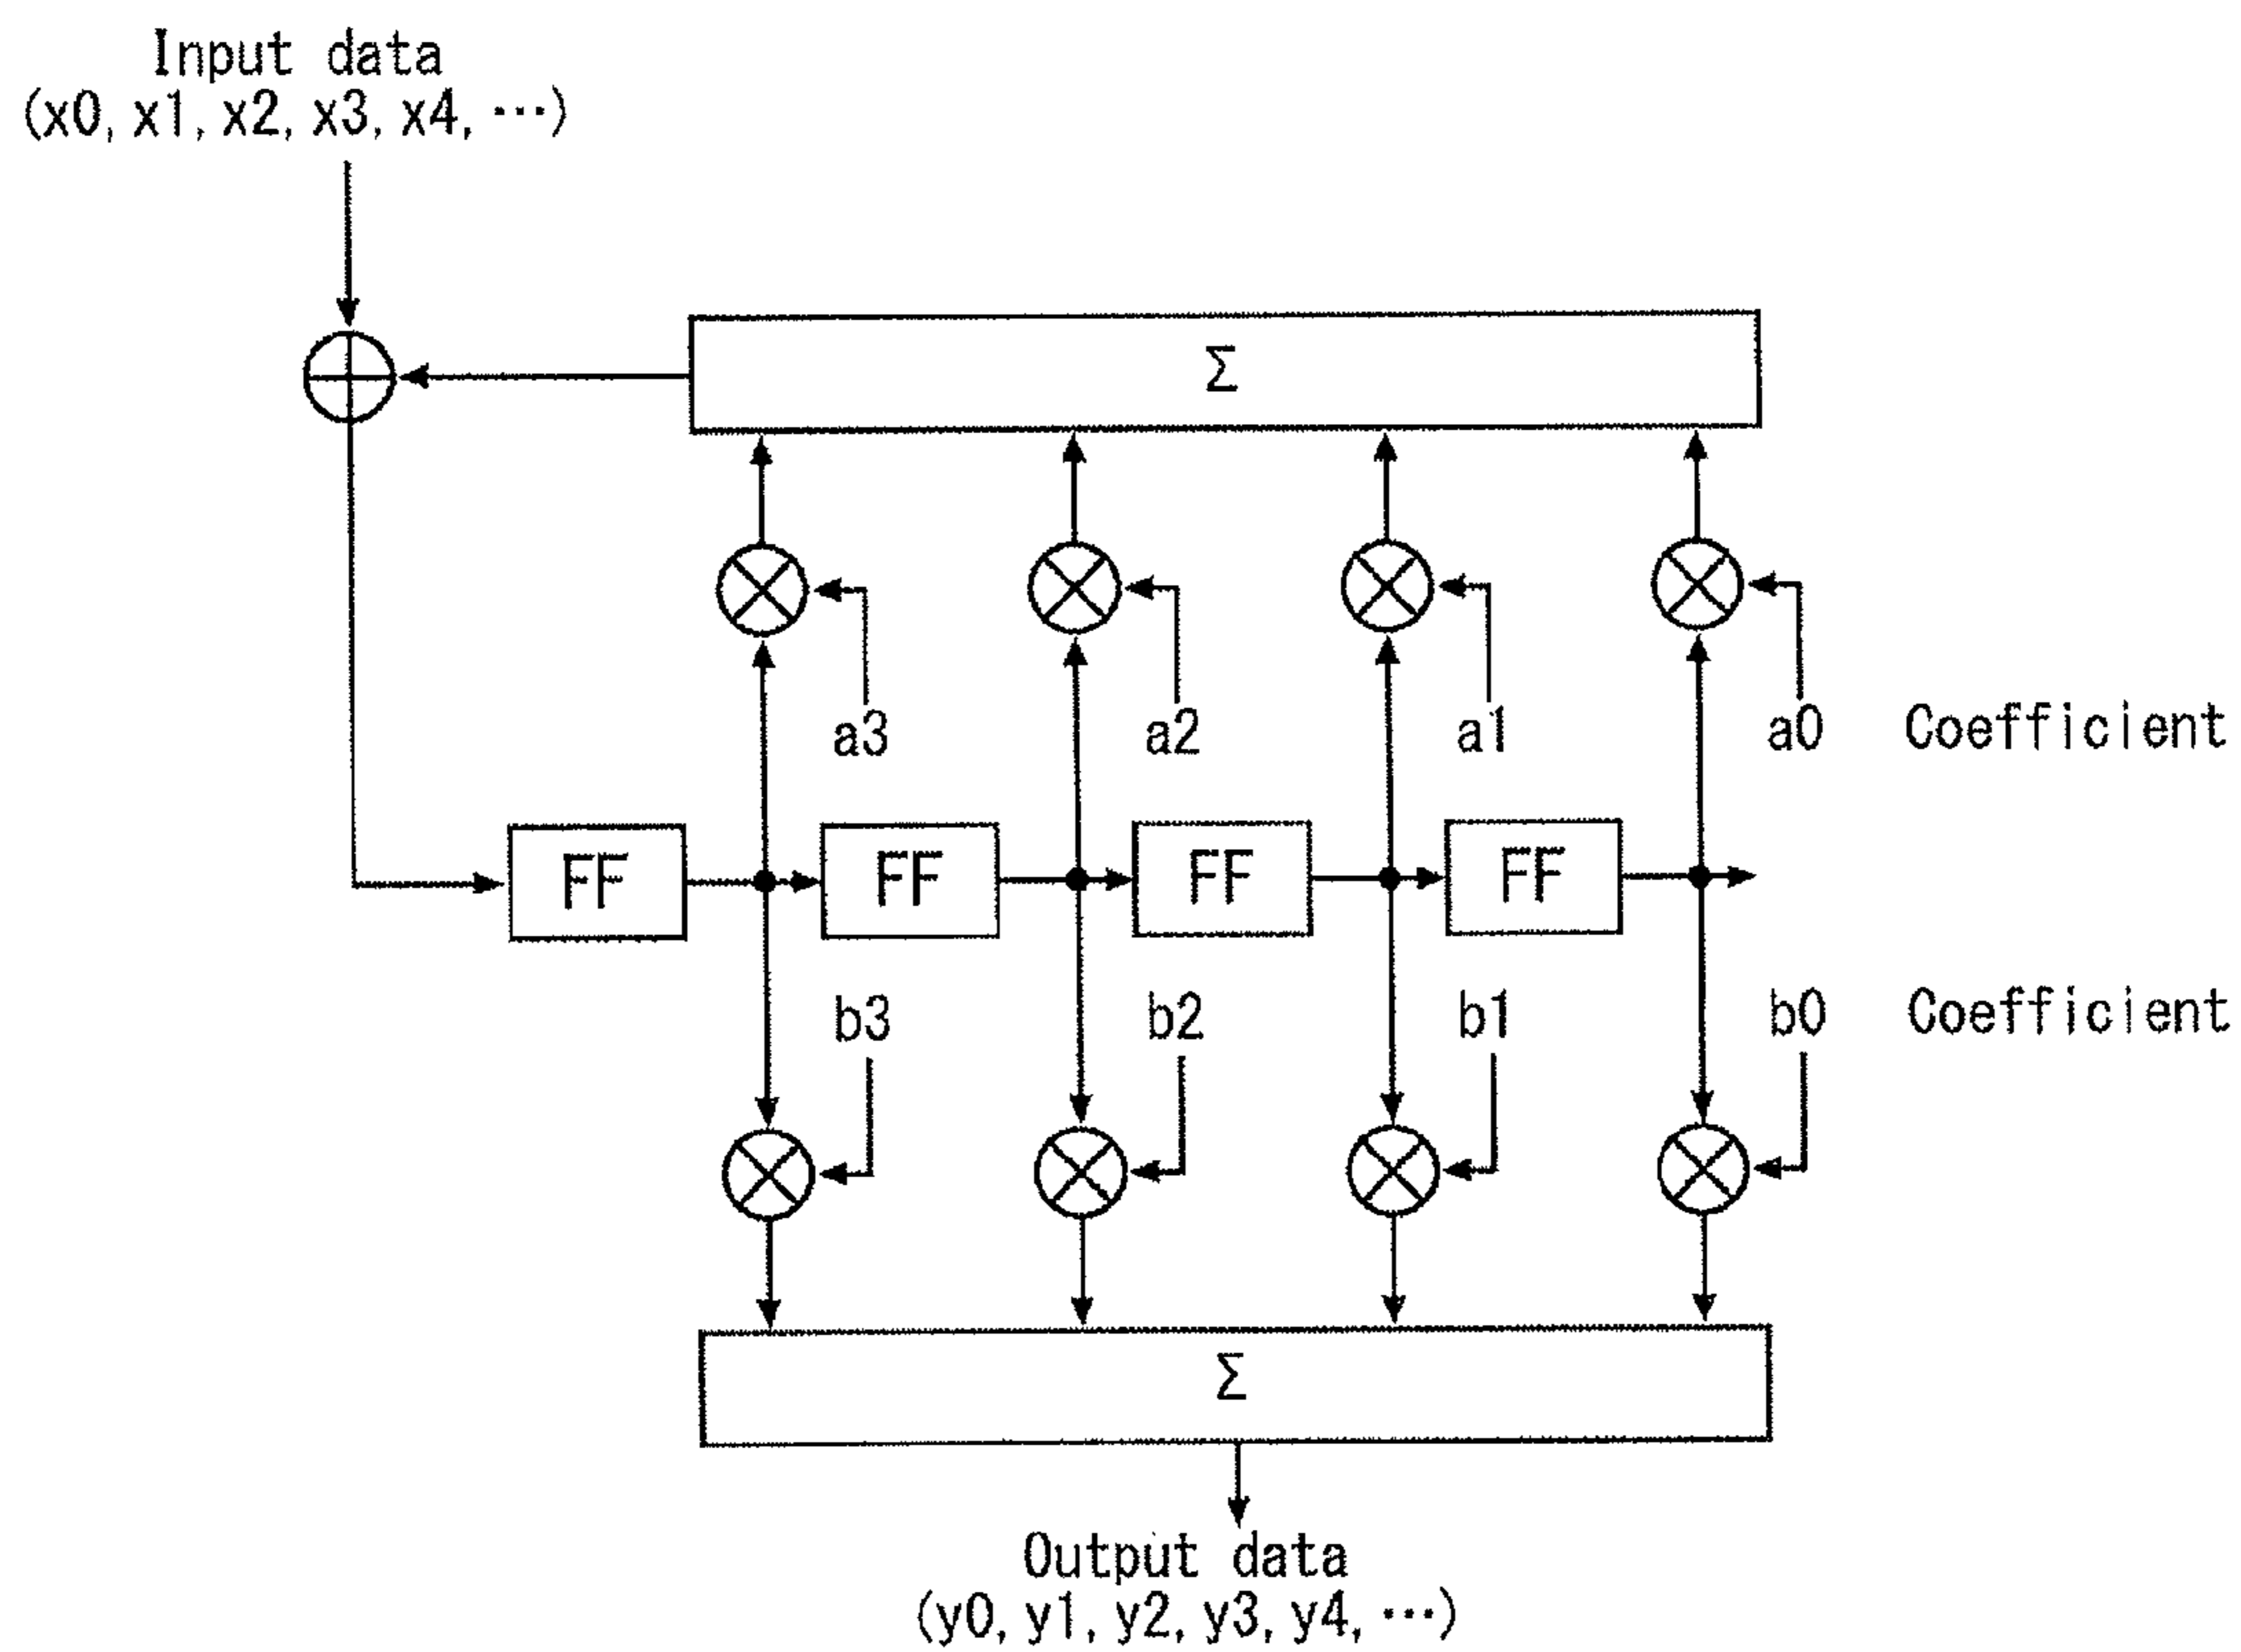 Input data
(x0, x1, x2, x3, x4, ···)
Σ
a3 a2 a1 a0 Coefficient
FF FF FF FF
b3 b2 b1 b0 Coefficient
Σ
Output data
(y0, y1, y2, y3, y4, ···)